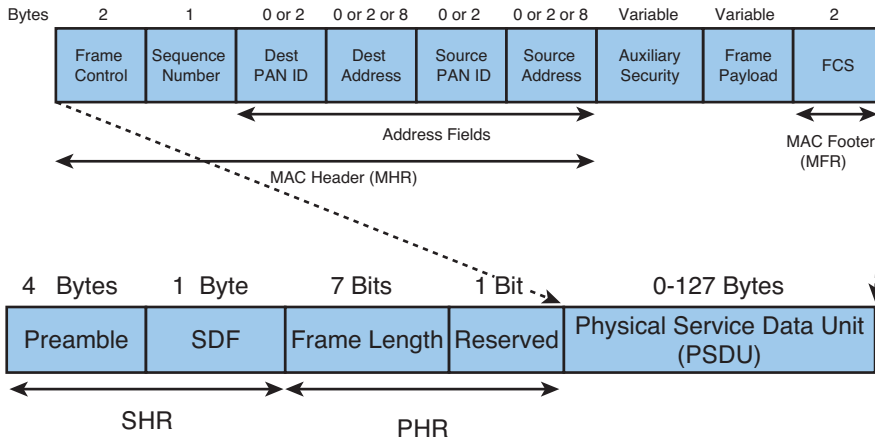 Bytes 2 1 0 or 2 0 or 2 or 8 0 or 2 0 or 2 or 8 Variable Variable 2
Frame Control
Sequence Number
Dest PAN ID
Dest Address
Source PAN ID
Source Address
Auxiliary Security
Frame Payload
FCS
Address Fields
MAC Footer (MFR)
MAC Header (MHR)
4 Bytes 1 Byte 7 Bits 1 Bit 0-127 Bytes
Preamble SDF Frame Length Reserved Physical Service Data Unit (PSDU)
SHR PHR